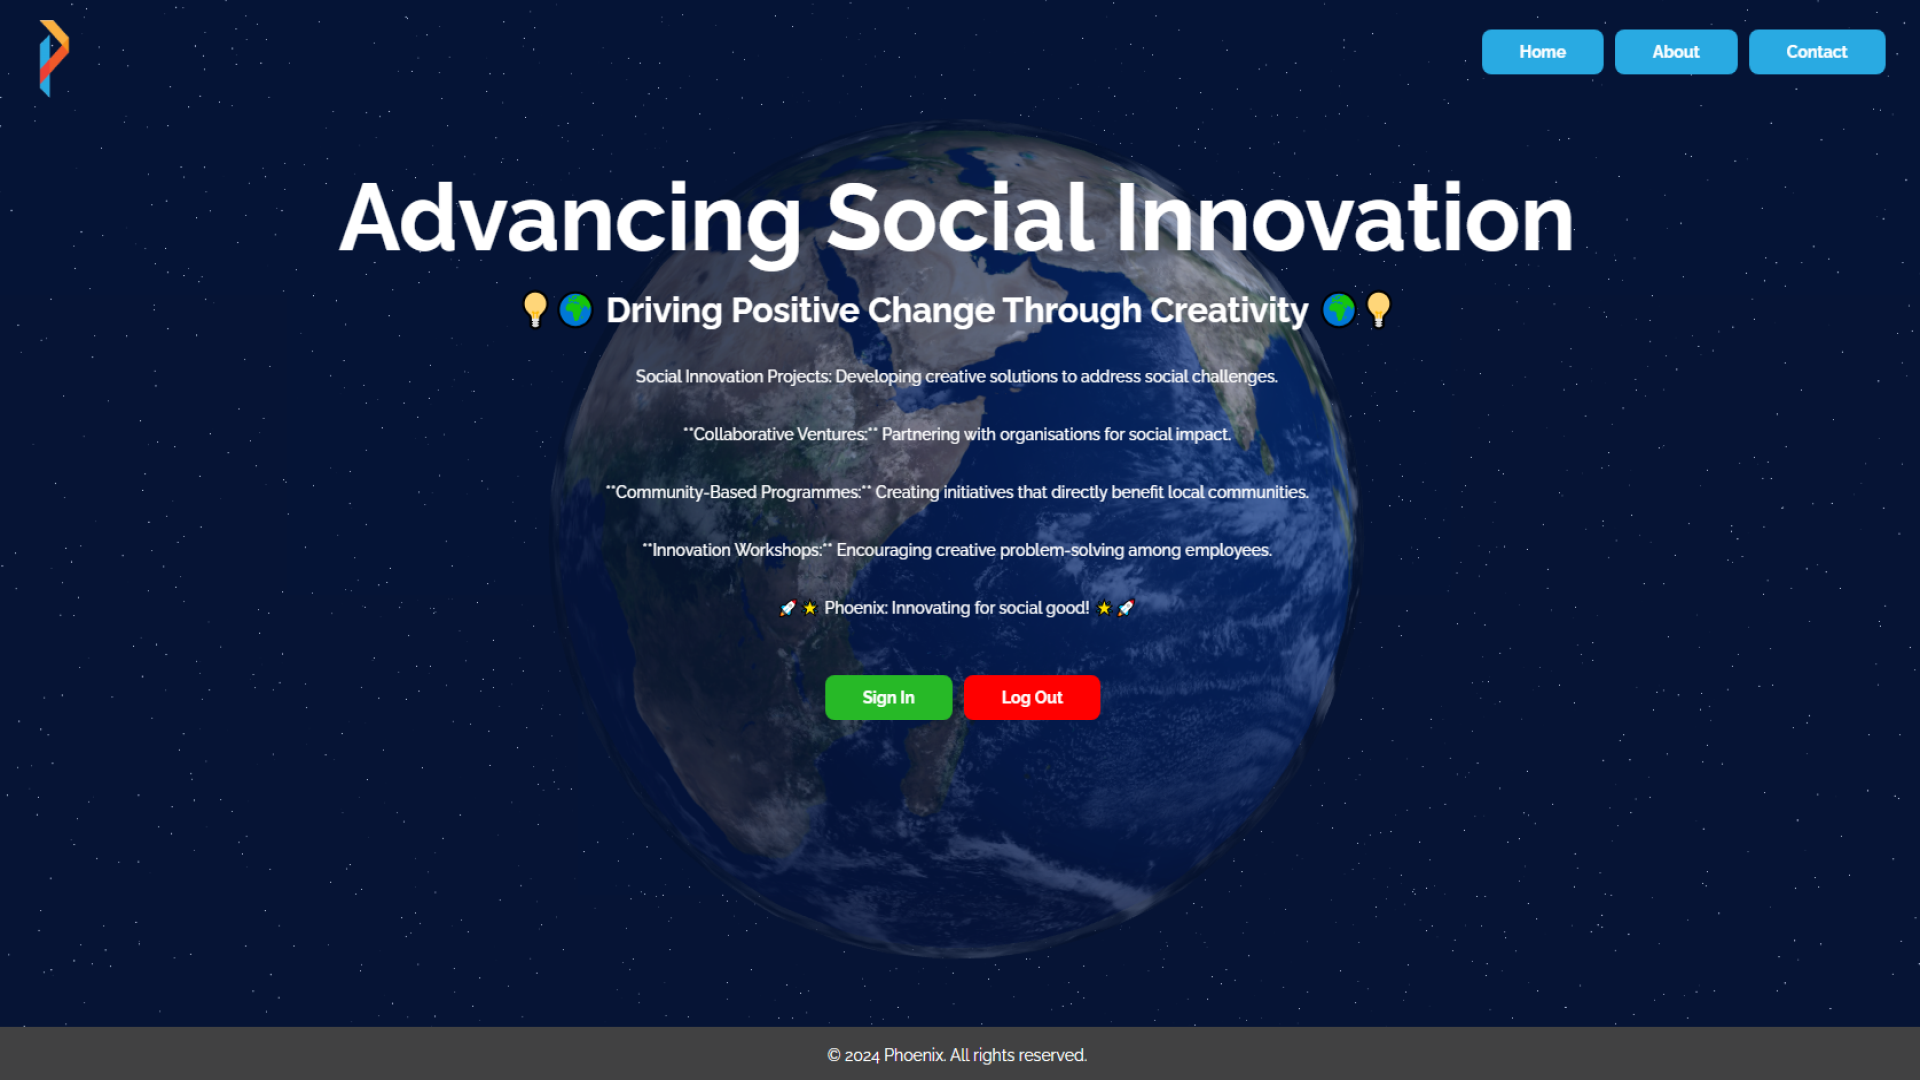 Home
About
Contact
Advancing Social Innovation
💡🌍 Driving Positive Change Through Creativity 🌍💡
Social Innovation Projects: Developing creative solutions to address social challenges.
**Collaborative Ventures:** Partnering with organisations for social impact.
**Community-Based Programmes:** Creating initiatives that directly benefit local communities.
**Innovation Workshops:** Encouraging creative problem-solving among employees.
🚀🌟 Phoenix: Innovating for social good! 🌟🚀
Sign In
Log Out
© 2024 Phoenix. All rights reserved.